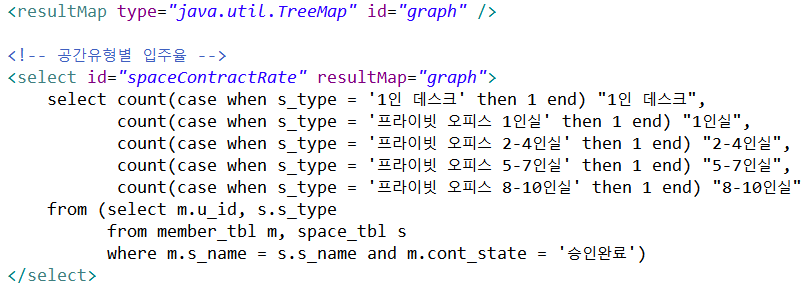 <resultMap type="java.util.TreeMap" id="graph" />
<!-- 공간유형별 입주율 -->
<select id="spaceContractRate" resultMap="graph">
select count(case when s_type = '1인 데스크' then 1 end) "1인 데스크",
count(case when s_type = '프라이빗 오피스 1인실' then 1 end) "1인실",
count(case when s_type = '프라이빗 오피스 2-4인실' then 1 end) "2-4인실",
count(case when s_type = '프라이빗 오피스 5-7인실' then 1 end) "5-7인실",
count(case when s_type = '프라이빗 오피스 8-10인실' then 1 end) "8-10인실"
from (select m.u_id, s.s_type
from member_tbl m, space_tbl s
where m.s_name = s.s_name and m.cont_state = '승인완료')
</select>